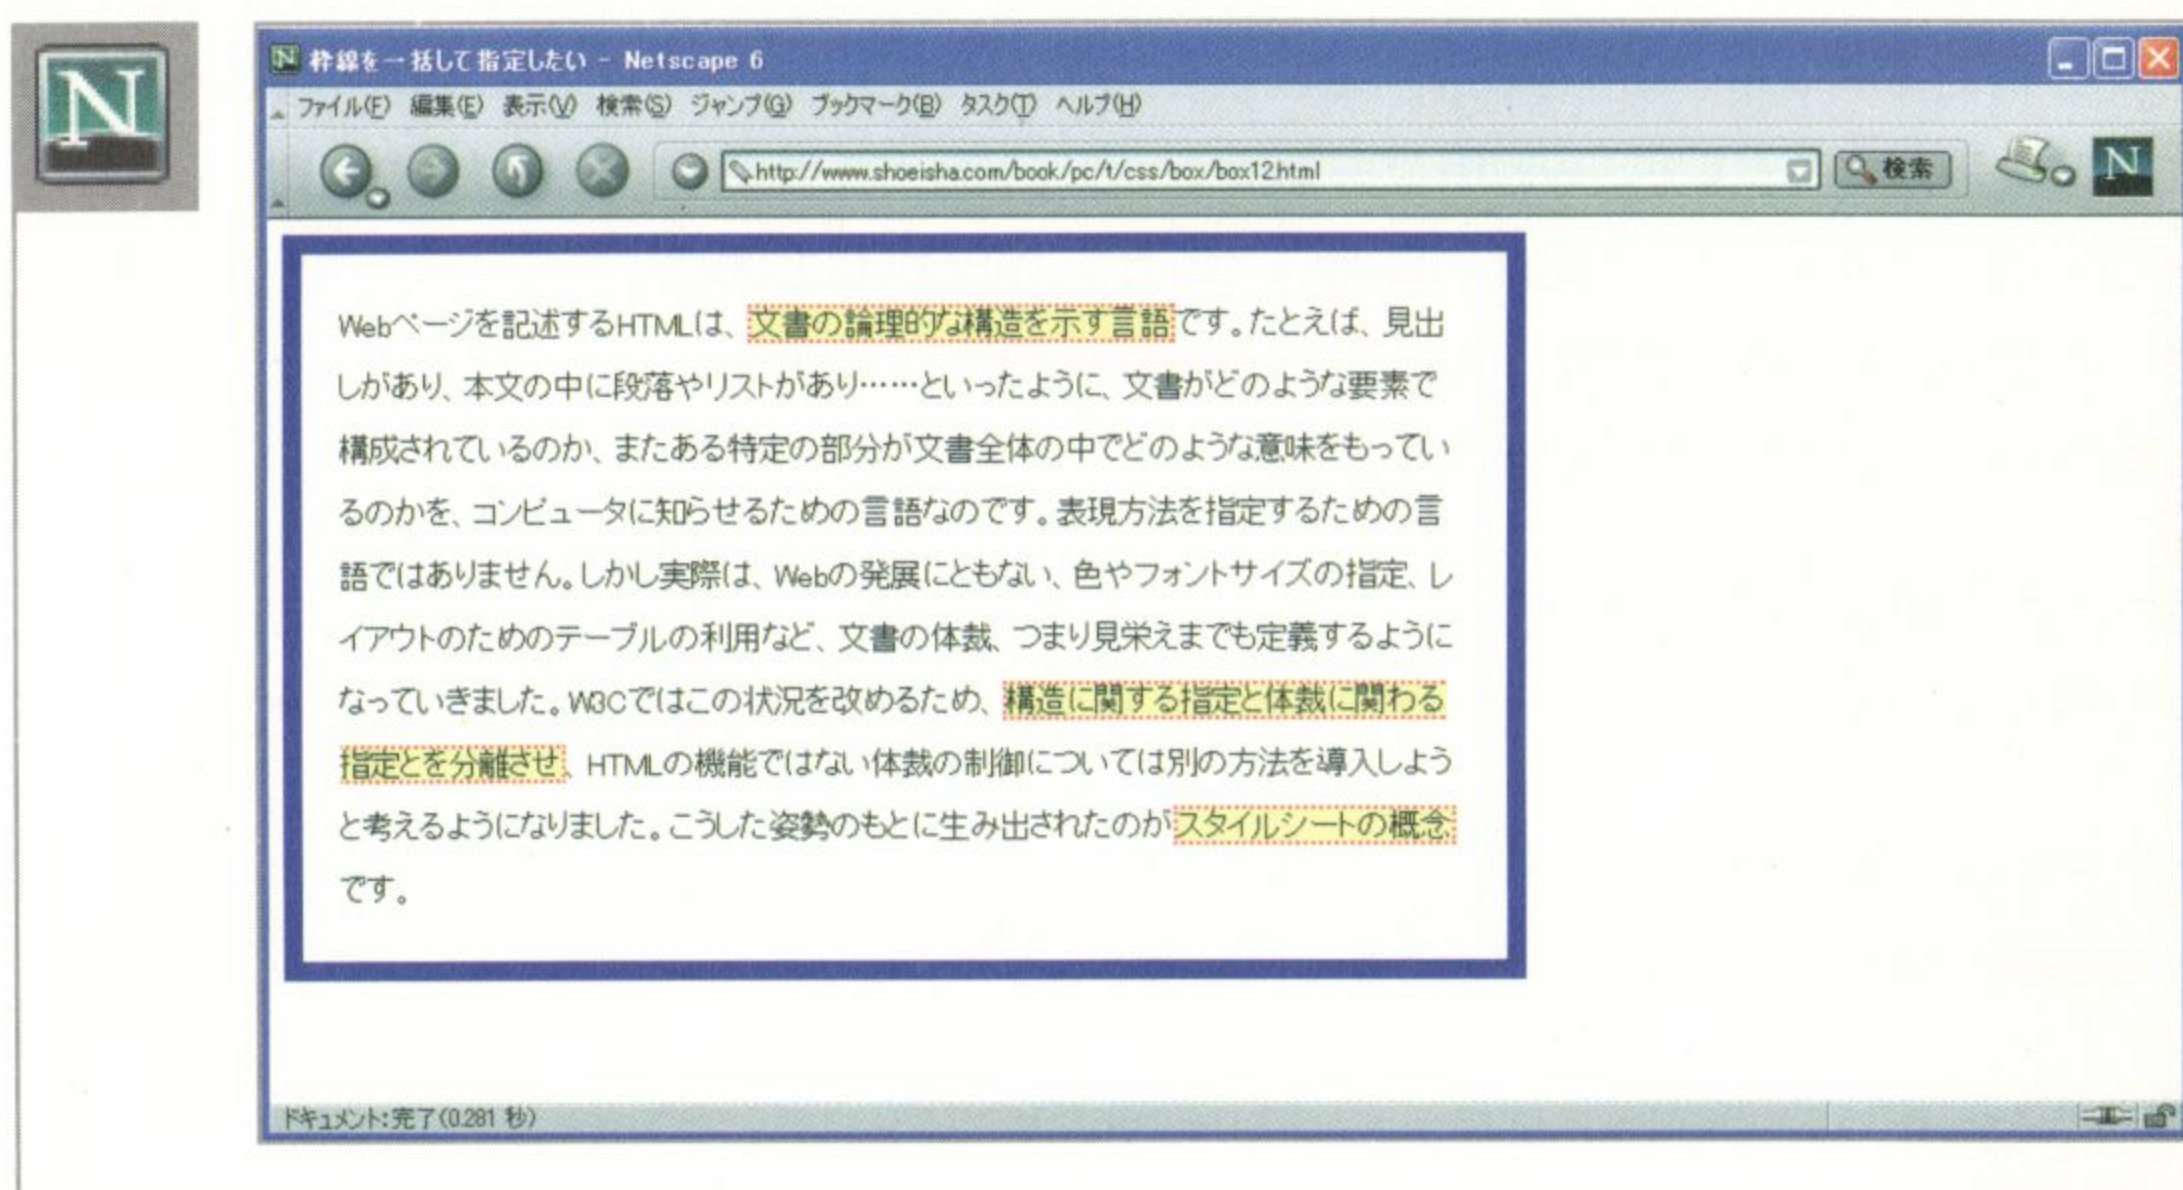 N
枠線を一括して指定したい - Netscape 6
ファイル(F) 編集(E) 表示(V) 検索(S) ジャンプ(G) ブックマーク(B) タスク(T) ヘルプ(H)
http://www.shoeisha.com/book/pc/t/css/box/box12.html 検索 N
Webページを記述するHTMLは、文書の論理的な構造を示す言語です。たとえば、見出
しがあり、本文の中に段落やリストがあり……といったように、文書がどのような要素で
構成されているのか、またある特定の部分が文書全体の中でどのような意味をもってい
るのかを、コンピュータに知らせるための言語なのです。表現方法を指定するための言
語ではありません。しかし実際は、Webの発展にともない、色やフォントサイズの指定、レ
イアウトのためのテーブルの利用など、文書の体裁、つまり見栄えまでも定義するように
なっていきました。W3Cではこの状況を改めるため、構造に関する指定と体裁に関わる
指定とを分離させ、HTMLの機能ではない体裁の制御については別の方法を導入しよう
と考えるようになりました。こうした姿勢のもとに生み出されたのがスタイルシートの概念
です。
ドキュメント:完了(0.281 秒)